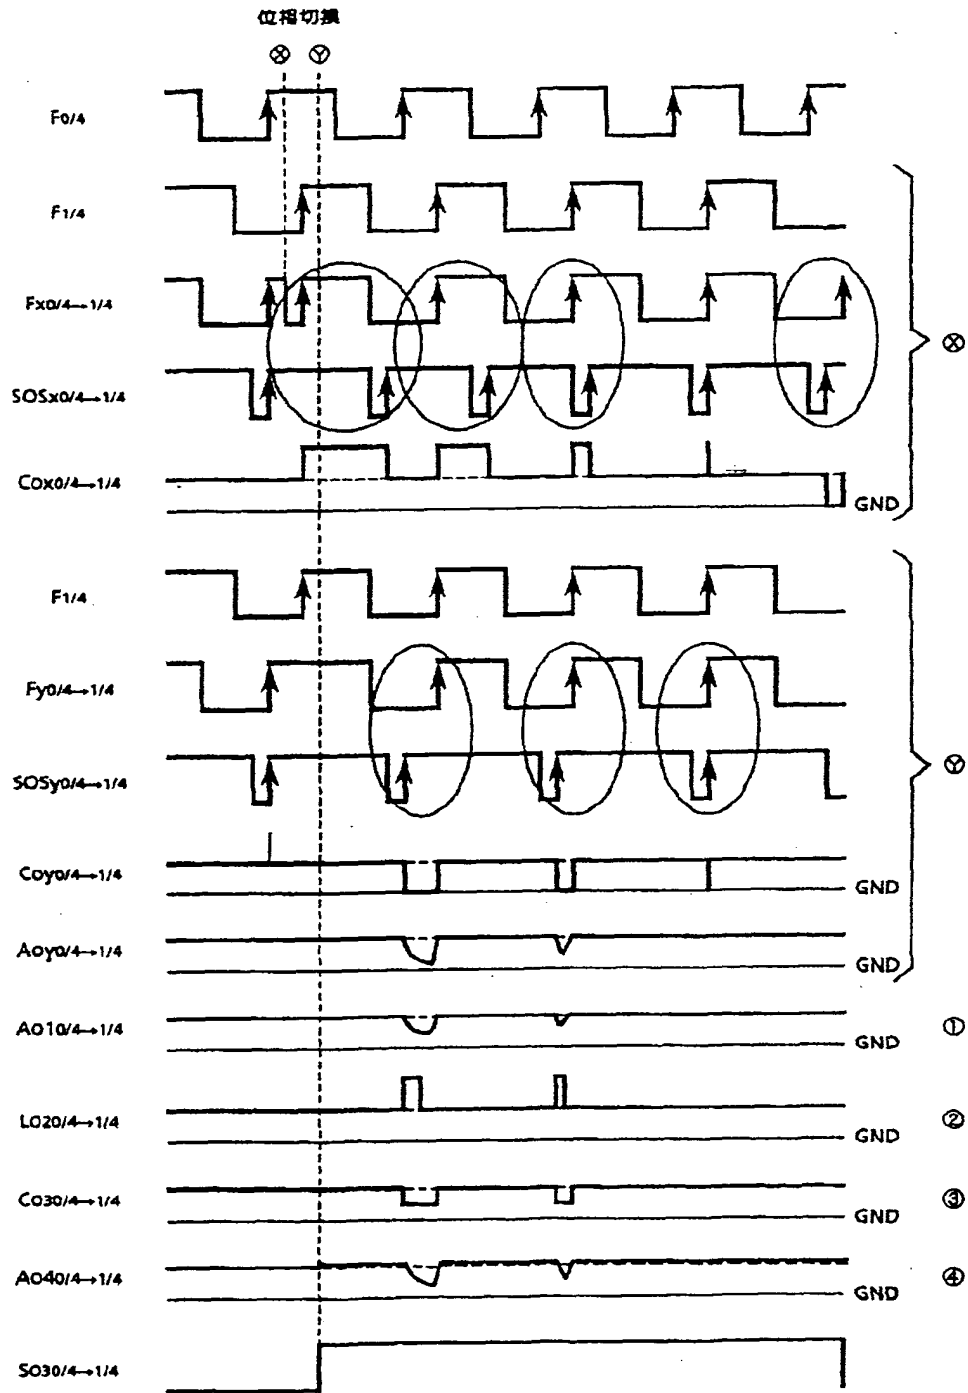 位相切換
Ⓧ Ⓨ
F0/4
F1/4
Fx0/4→1/4
SOSx0/4→1/4
Cox0/4→1/4
GND
Ⓧ
F1/4
Fy0/4→1/4
SOSy0/4→1/4
Coy0/4→1/4
GND
Aoy0/4→1/4
GND
Ⓨ
Ao10/4→1/4
GND
①
Lo20/4→1/4
GND
②
Co30/4→1/4
GND
③
Ao40/4→1/4
GND
④
So30/4→1/4